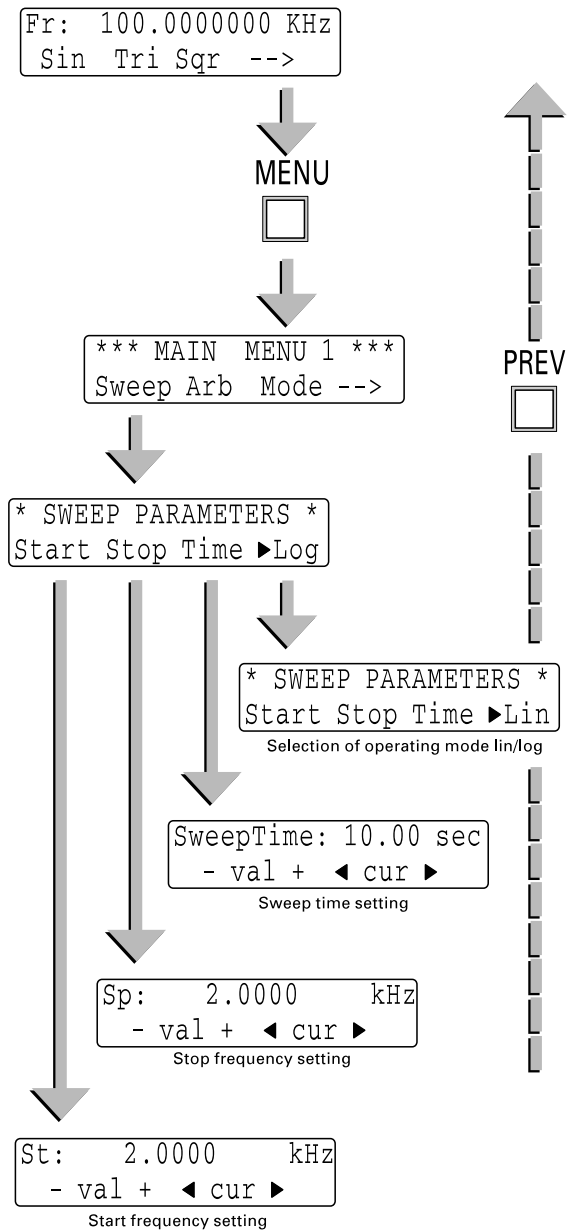 Fr: 100.0000000 KHz
Sin Tri Sqr -->
MENU
*** MAIN MENU 1 ***
Sweep Arb Mode -->
PREV
* SWEEP PARAMETERS *
Start Stop Time ▶Log
* SWEEP PARAMETERS *
Start Stop Time ▶Lin
Selection of operating mode lin/log
SweepTime: 10.00 sec
- val + ◀ cur ▶
Sweep time setting
Sp: 2.0000 kHz
- val + ◀ cur ▶
Stop frequency setting
St: 2.0000 kHz
- val + ◀ cur ▶
Start frequency setting